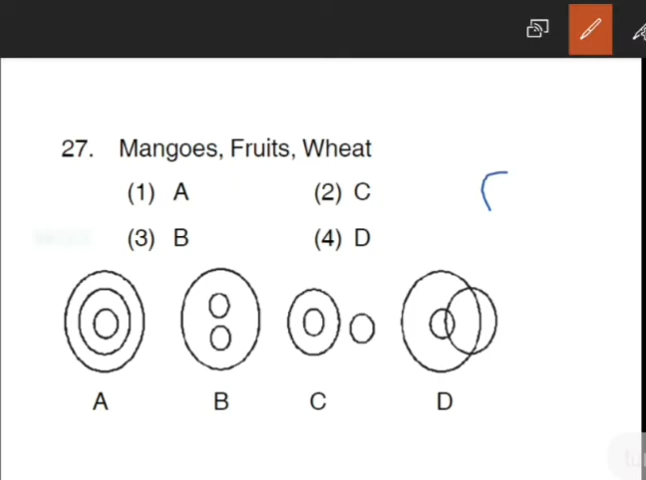 27. Mangoes, Fruits, Wheat
(1) A (2) C
(3) B (4) D
A B C D